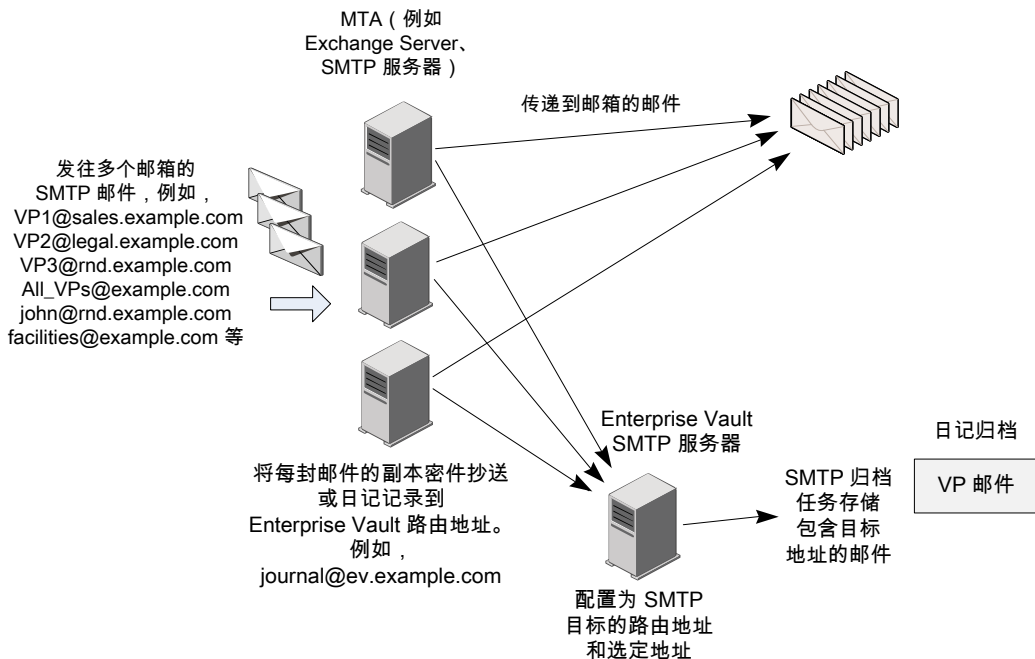 MTA（例如
Exchange Server、
SMTP 服务器）
传递到邮箱的邮件
发往多个邮箱的
SMTP 邮件，例如，
VP1@sales.example.com
VP2@legal.example.com
VP3@rnd.example.com
All_VPs@example.com
john@rnd.example.com
facilities@example.com 等
将每封邮件的副本密件抄送
或日记记录到
Enterprise Vault 路由地址。
例如，
journal@ev.example.com
Enterprise Vault
SMTP 服务器
配置为 SMTP
目标的路由地址
和选定地址
SMTP 归档
任务存储
包含目标
地址的邮件
日记归档
VP 邮件